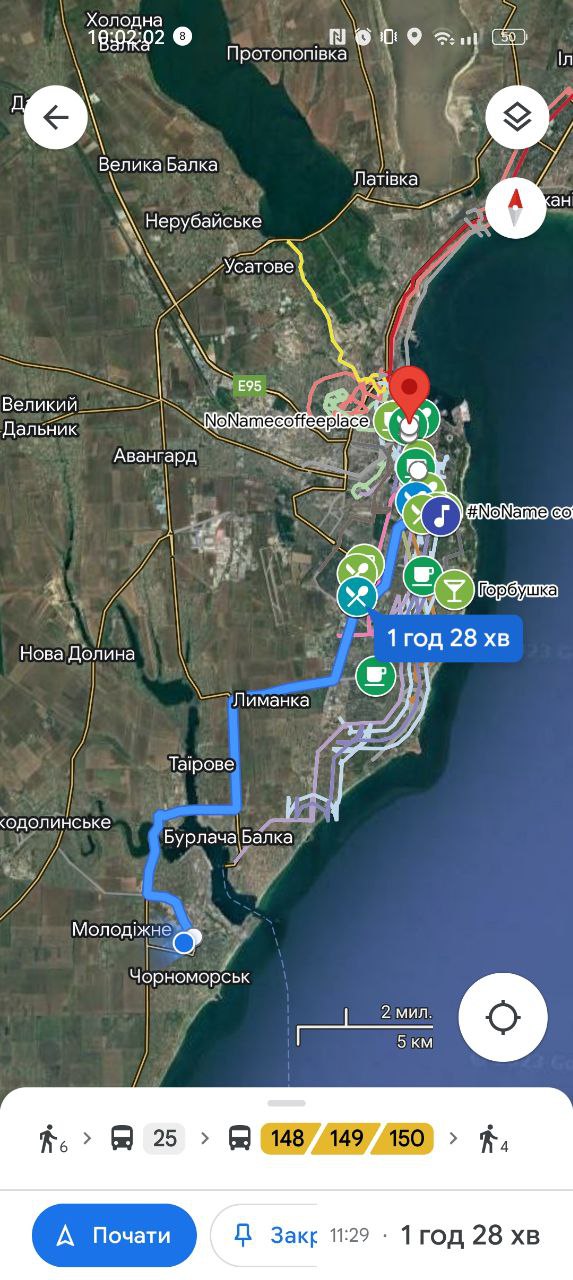 Холодна
Балка
10:02:02
8
50
Протопопівка
Велика Балка
Латівка
Нерубайське
Усатове
E95
Великий
Дальник
NoNamecoffeeplace
Авангард
#NoName co
Горбушка
1 год 28 хв
Нова Долина
Лиманка
Таїрове
кодолинське
Бурлача Балка
Молодіжне
Чорноморськ
2 мил.
5 км
6
25
148
149
150
4
Почати
Закр
11:29 · 1 год 28 хв